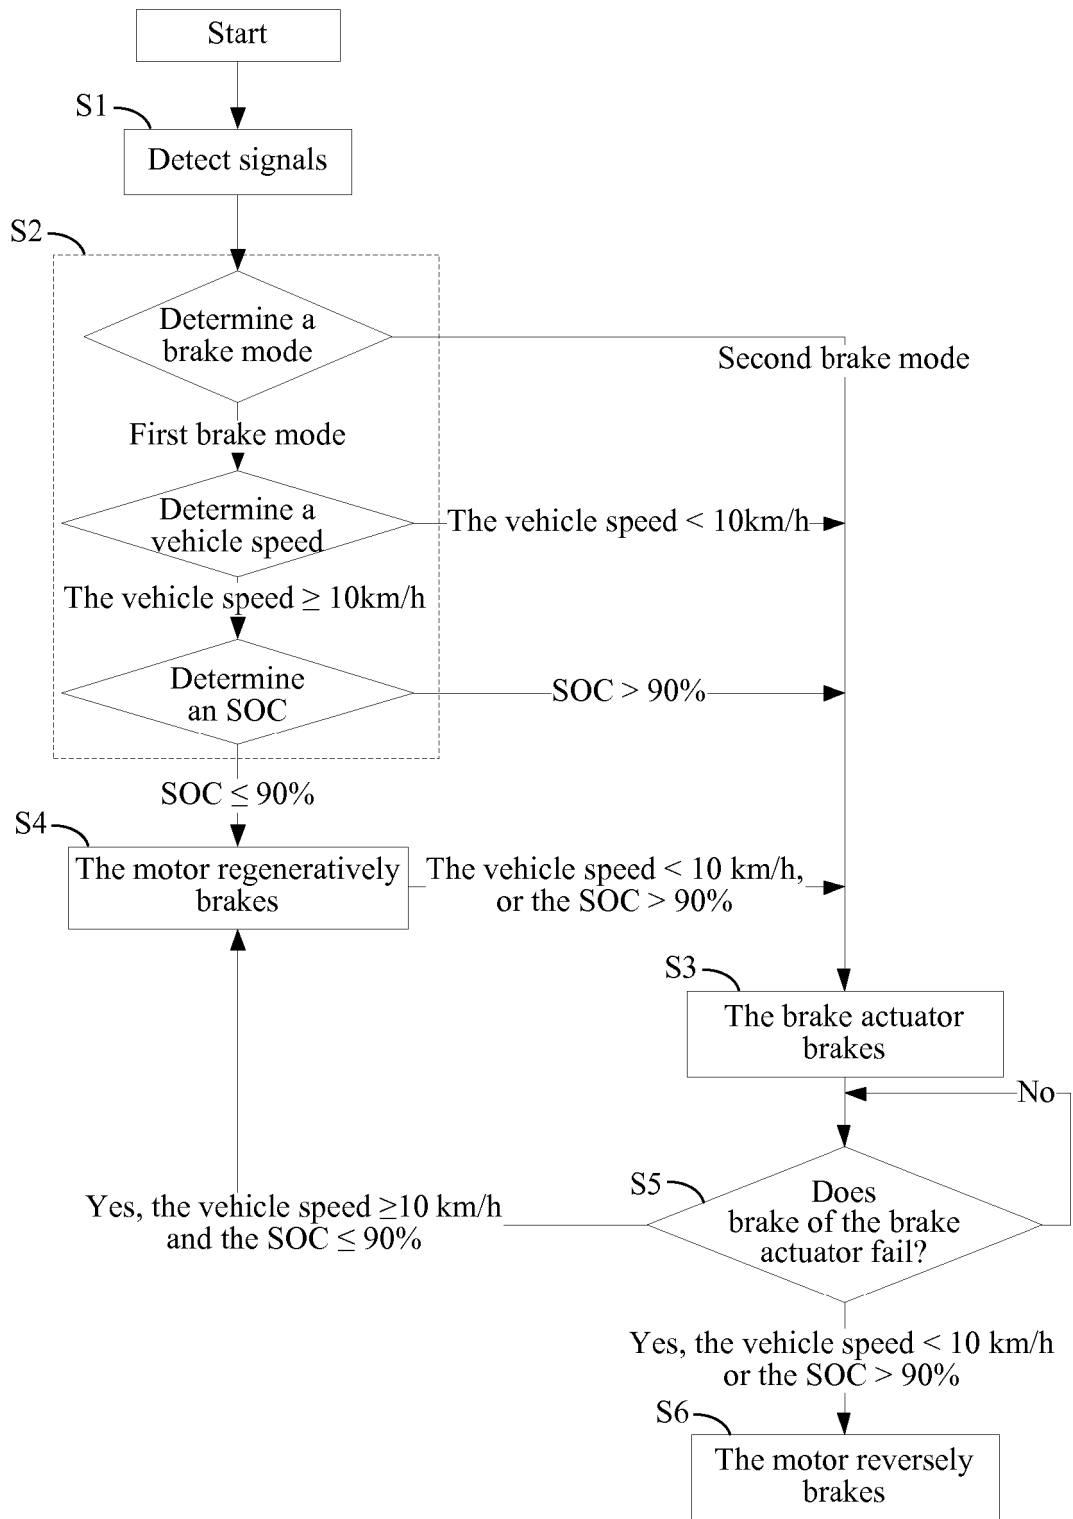 Start
S1
Detect signals
S2
Determine a
brake mode
Second brake mode
First brake mode
Determine a
vehicle speed
The vehicle speed < 10km/h
The vehicle speed ≥ 10km/h
Determine
an SOC
SOC > 90%
SOC ≤ 90%
S4
The motor regeneratively
brakes
The vehicle speed < 10 km/h,
or the SOC > 90%
S3
The brake actuator
brakes
No
S5
Does
brake of the brake
actuator fail?
Yes, the vehicle speed ≥10 km/h
and the SOC ≤ 90%
Yes, the vehicle speed < 10 km/h
or the SOC > 90%
S6
The motor reversely
brakes